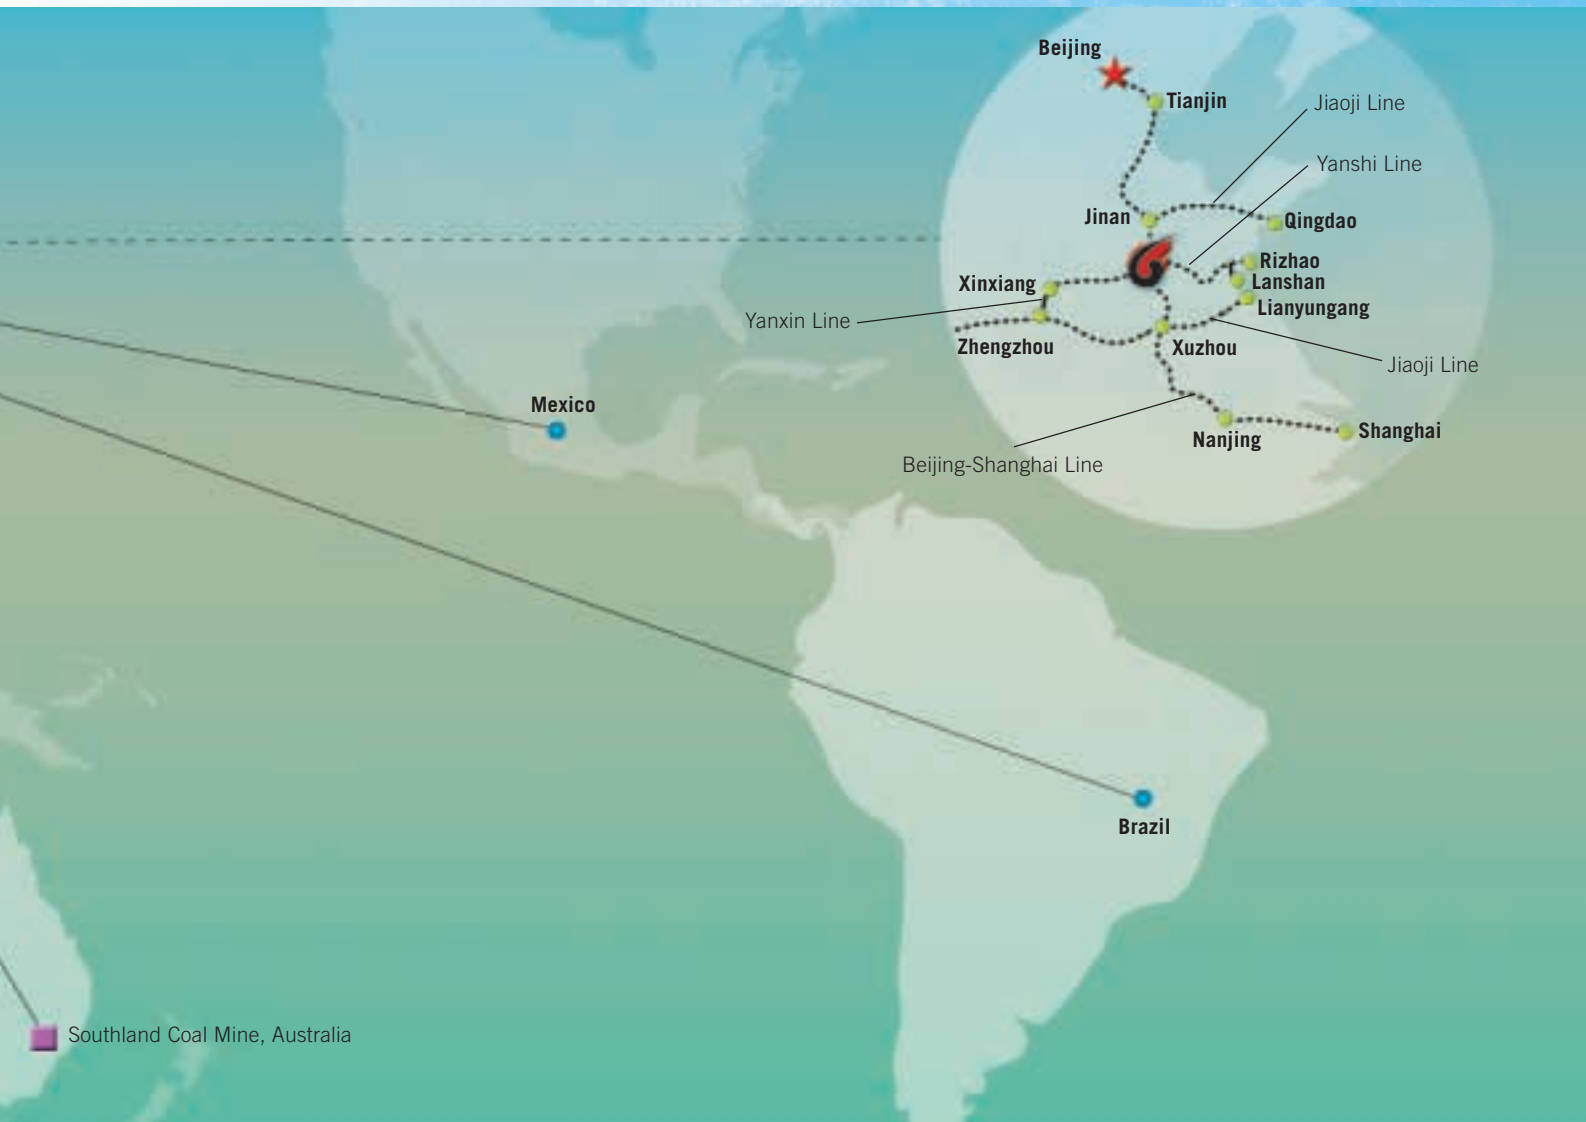 Beijing
Tianjin
Jiaoji Line
Yanshi Line
Jinan
Qingdao
Rizhao
Xinxiang
Lanshan
Lianyungang
Yanxin Line
Zhengzhou
Xuzhou
Jiaoji Line
Mexico
Nanjing
Shanghai
Beijing-Shanghai Line
Brazil
Southland Coal Mine, Australia